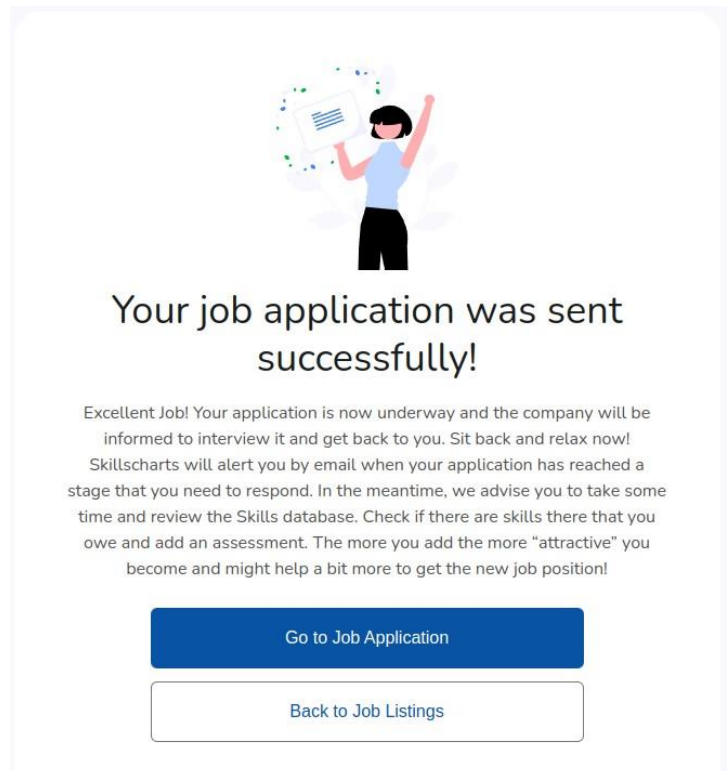 Your job application was sent
successfully!
Excellent Job! Your application is now underway and the company will be
informed to interview it and get back to you. Sit back and relax now!
Skillscharts will alert you by email when your application has reached a
stage that you need to respond. In the meantime, we advise you to take some
time and review the Skills database. Check if there are skills there that you
owe and add an assessment. The more you add the more “attractive” you
become and might help a bit more to get the new job position!
Go to Job Application
Back to Job Listings